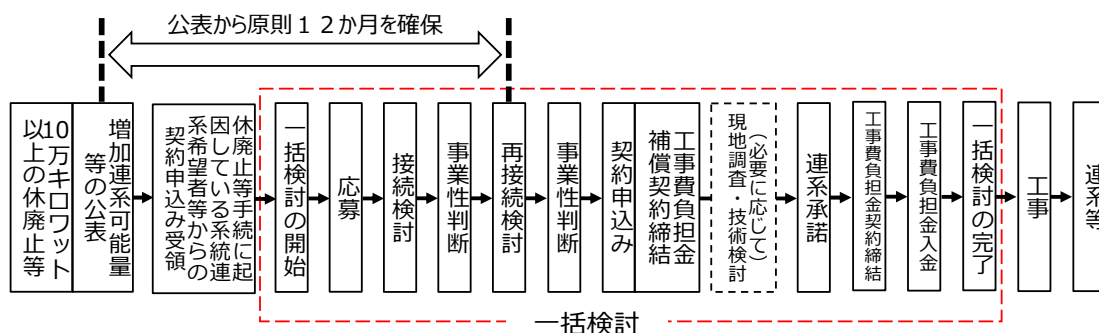 公表から原則１２か月を確保
10万キロワット
以上の休廃止等
増加連系可能量
等の公表
休廃止等手続に起
因している系統連
系希望者等からの
契約申込み受領
一括検討の開始
応募
接続検討
事業性判断
再接続検討
事業性判断
契約申込み
工事費負担金
補償契約締結
（必要に応じて）
現地調査・技術検討
連系承諾
工事費負担金契約締結
工事費負担金入金
一括検討の完了
工事
連系等
一括検討